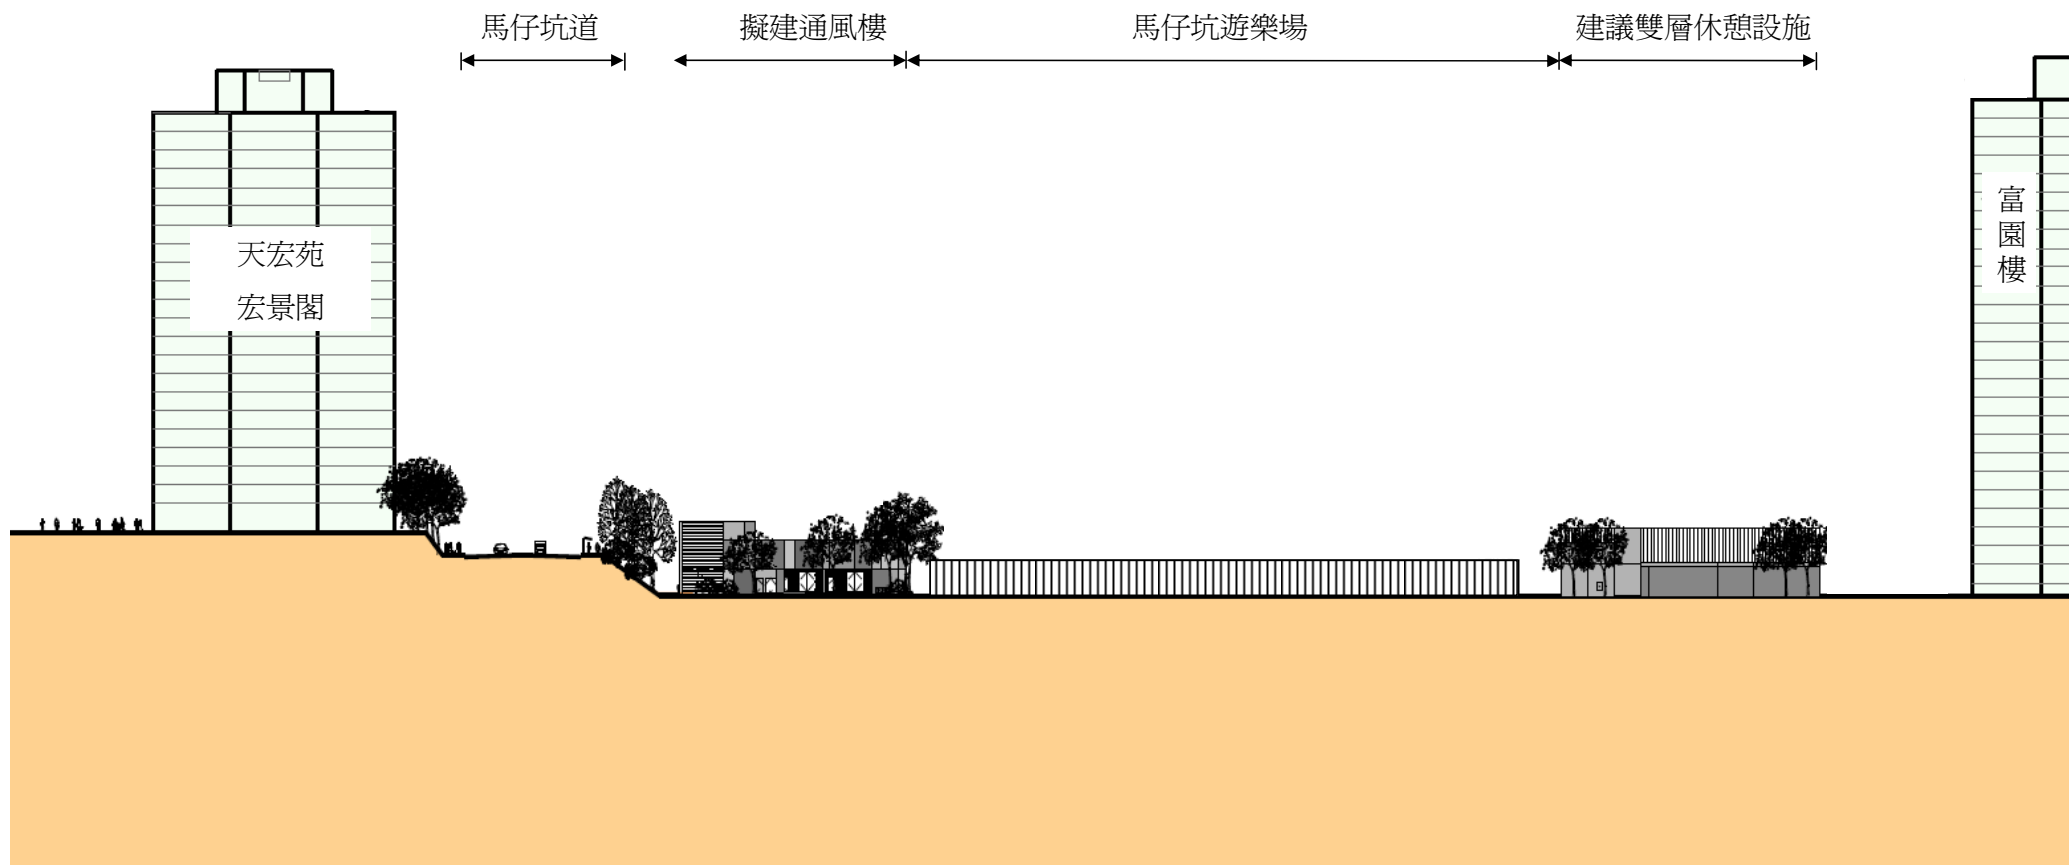 馬仔坑道
擬建通風樓
馬仔坑遊樂場
建議雙層休憩設施
天宏苑
宏景閣
富園樓